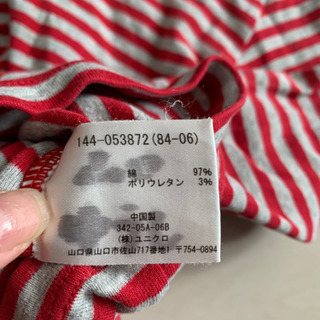 144-053872(84-06)
綿 97%
ポリウレタン 3%
中国製
342-05A-06B
(株)ユニクロ
山口県山口市佐山717番地1 〒754-0894